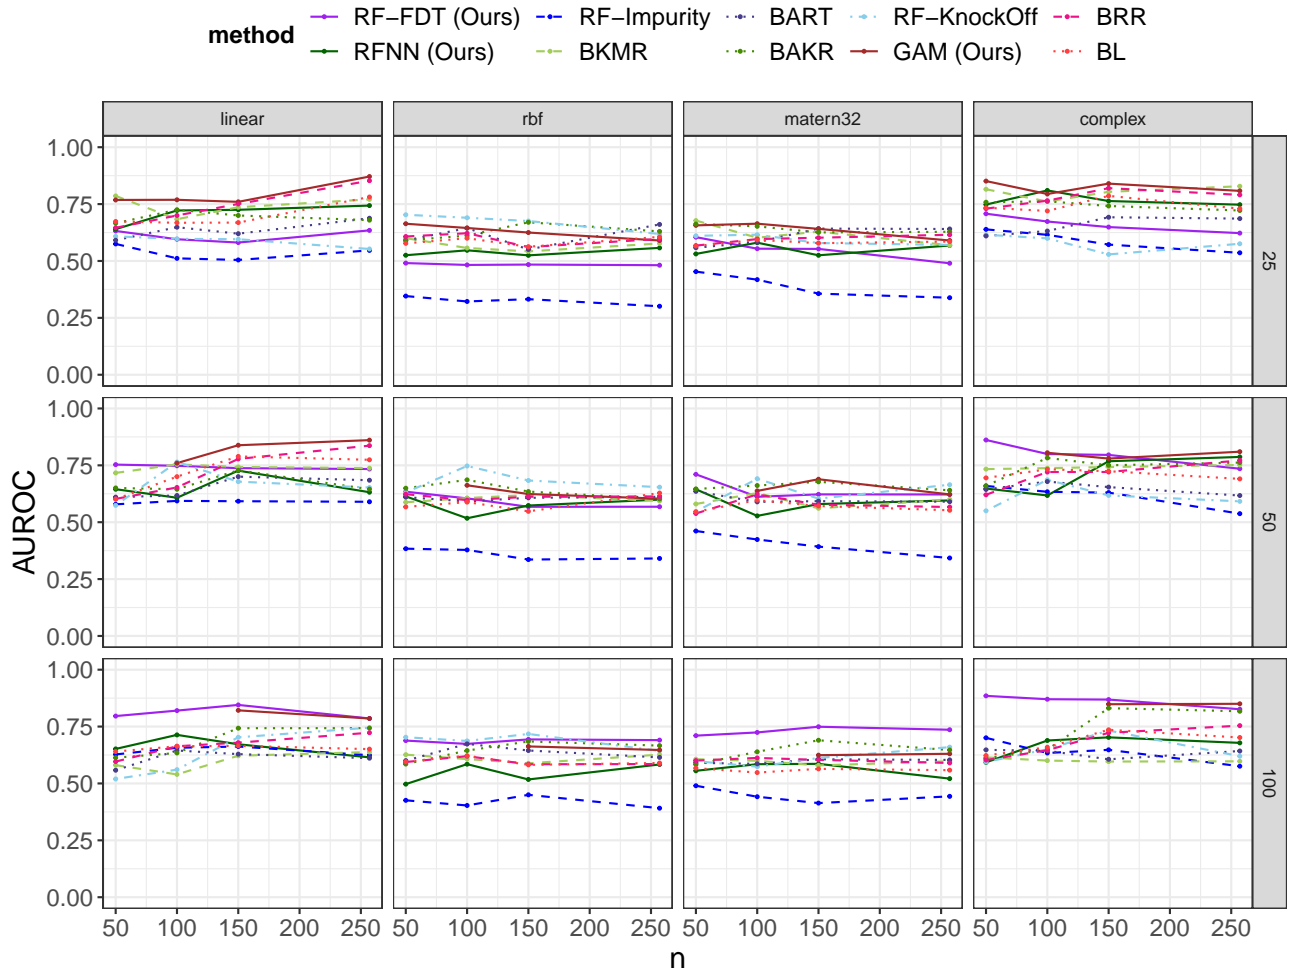 method
RF−FDT (Ours) RF−Impurity BART RF−KnockOff BRR
RFNN (Ours) BKMR BAKR GAM (Ours) BL
linear rbf matern32 complex
1.00
0.75
0.50
0.25
0.00
25
1.00
0.75
0.50
0.25
0.00
50
1.00
0.75
0.50
0.25
0.00
100
AUROC
50 100 150 200 250 50 100 150 200 250 50 100 150 200 250 50 100 150 200 250
n